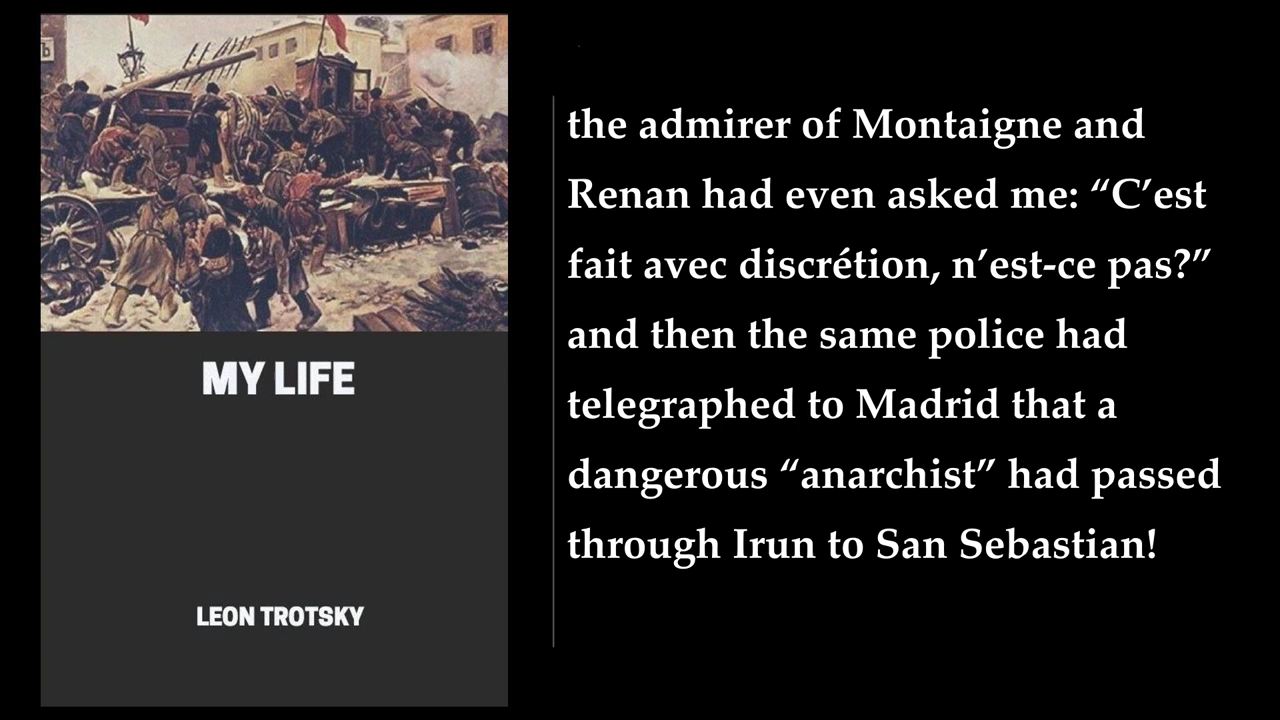 MY LIFE
LEON TROTSKY
the admirer of Montaigne and
Renan had even asked me: “C’est
fait avec discrétion, n’est-ce pas?”
and then the same police had
telegraphed to Madrid that a
dangerous “anarchist” had passed
through Irun to San Sebastian!